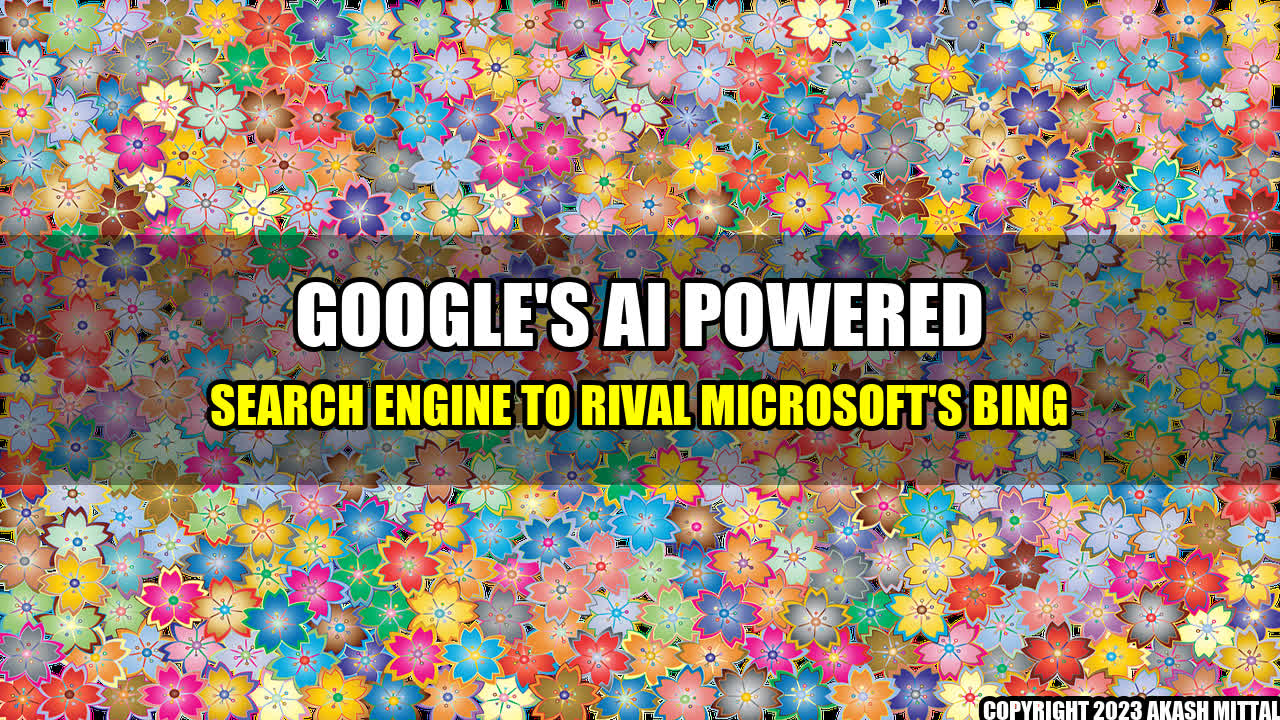 GOOGLE'S AI POWERED
SEARCH ENGINE TO RIVAL MICROSOFT'S BING
COPYRIGHT 2023 AKASH MITTAL